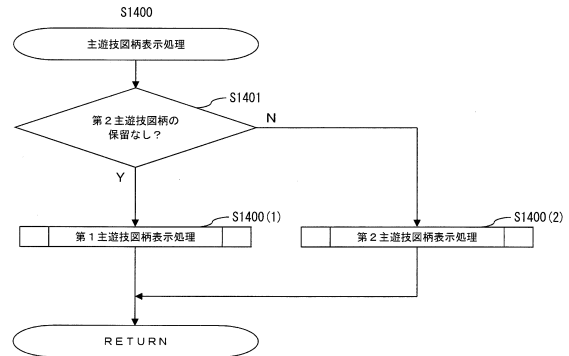 S1400
主遊技図柄表示処理
S1401
第２主遊技図柄の
保留なし？
N
Y
S1400(1)
第１主遊技図柄表示処理
S1400(2)
第２主遊技図柄表示処理
RETURN